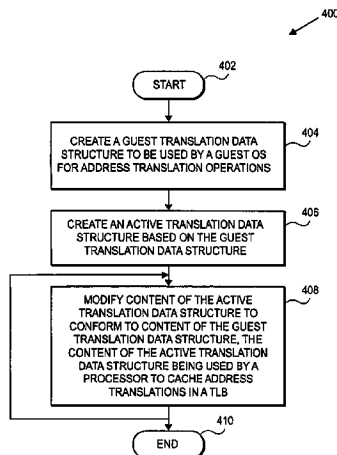 400
402
START
404
CREATE A GUEST TRANSLATION DATA
STRUCTURE TO BE USED BY A GUEST OS
FOR ADDRESS TRANSLATION OPERATIONS
406
CREATE AN ACTIVE TRANSLATION DATA
STRUCTURE BASED ON THE GUEST
TRANSLATION DATA STRUCTURE
408
MODIFY CONTENT OF THE ACTIVE
TRANSLATION DATA STRUCTURE TO
CONFORM TO CONTENT OF THE GUEST
TRANSLATION DATA STRUCTURE, THE
CONTENT OF THE ACTIVE TRANSLATION
DATA STRUCTURE BEING USED BY A
PROCESSOR TO CACHE ADDRESS
TRANSLATIONS IN A TLB
410
END